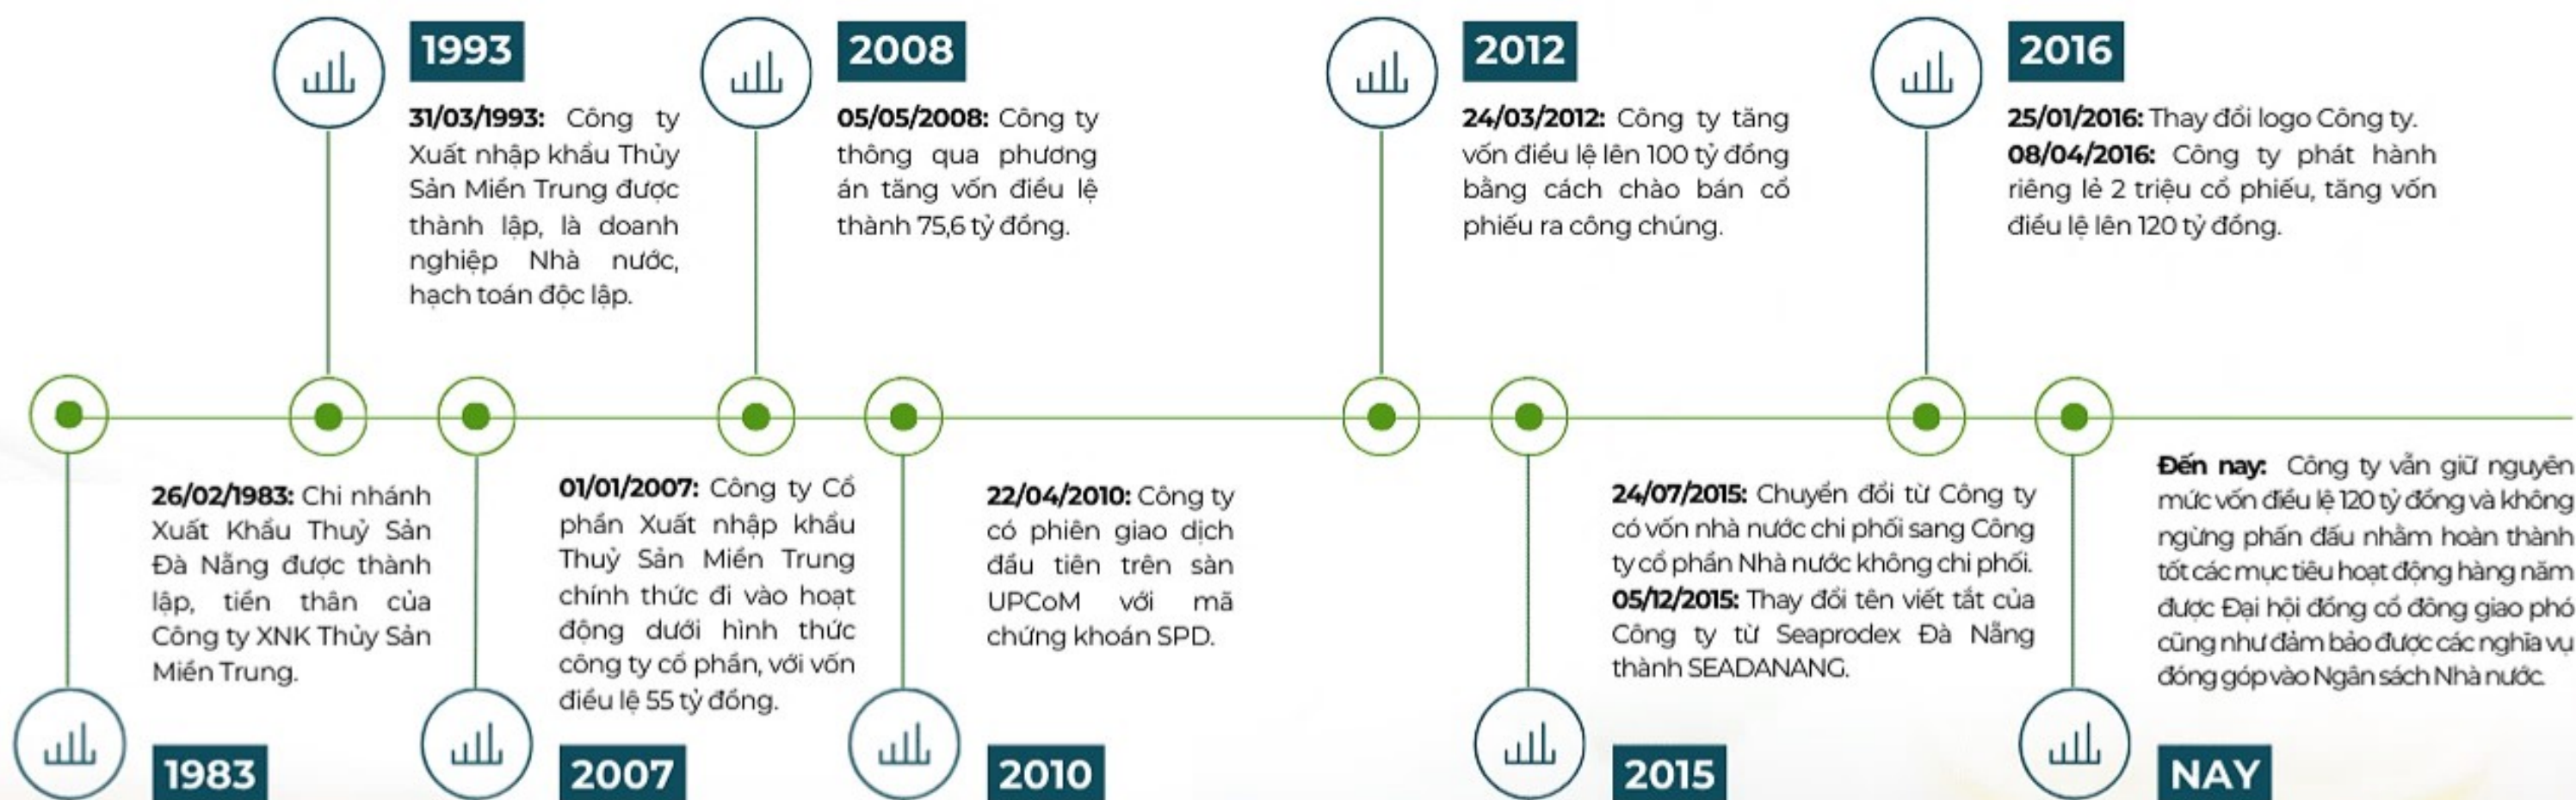 1993
31/03/1993: Công ty
Xuất nhập khẩu Thủy
Sản Miền Trung được
thành lập, là doanh
nghiệp Nhà nước,
hạch toán độc lập.
2008
05/05/2008: Công ty
thông qua phương
án tăng vốn điều lệ
thành 75,6 tỷ đồng.
2012
24/03/2012: Công ty tăng
vốn điều lệ lên 100 tỷ đồng
bằng cách chào bán cổ
phiếu ra công chúng.
2016
25/01/2016: Thay đổi logo Công ty.
08/04/2016: Công ty phát hành
riêng lẻ 2 triệu cổ phiếu, tăng vốn
điều lệ lên 120 tỷ đồng.
26/02/1983: Chi nhánh
Xuất Khẩu Thuỷ Sản
Đà Nẵng được thành
lập, tiền thân của
Công ty XNK Thủy Sản
Miền Trung.
1983
01/01/2007: Công ty Cổ
phần Xuất nhập khẩu
Thuỷ Sản Miền Trung
chính thức đi vào hoạt
động dưới hình thức
công ty cổ phần, với vốn
điều lệ 55 tỷ đồng.
2007
22/04/2010: Công ty
có phiên giao dịch
đầu tiên trên sàn
UPCoM với mã
chứng khoán SPD.
2010
24/07/2015: Chuyển đổi từ Công ty
có vốn nhà nước chi phối sang Công
ty cổ phần Nhà nước không chi phối.
05/12/2015: Thay đổi tên viết tắt của
Công ty từ Seaprodex Đà Nẵng
thành SEADANANG.
2015
Đến nay: Công ty vẫn giữ nguyên
mức vốn điều lệ 120 tỷ đồng và không
ngừng phấn đấu nhằm hoàn thành
tốt các mục tiêu hoạt động hàng năm
được Đại hội đồng cổ đông giao phó
cũng như đảm bảo được các nghĩa vụ
đóng góp vào Ngân sách Nhà nước.
NAY